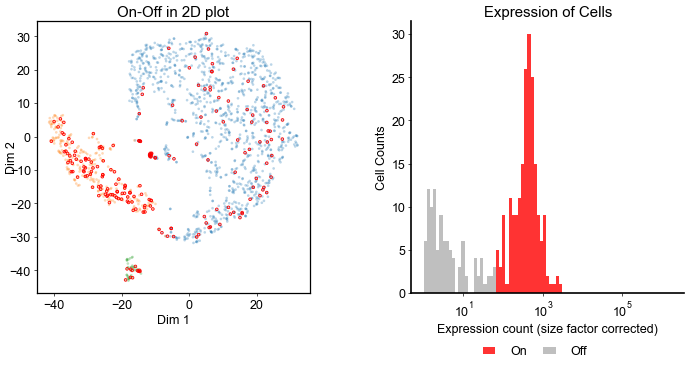 On-Off in 2D plot
30
20
10
0
−10
−20
−30
−40
Dim 2
−40
−20
0
20
Dim 1
Expression of Cells
30
25
20
15
10
5
0
Cell Counts
10^1
10^3
10^5
Expression count (size factor corrected)
On
Off